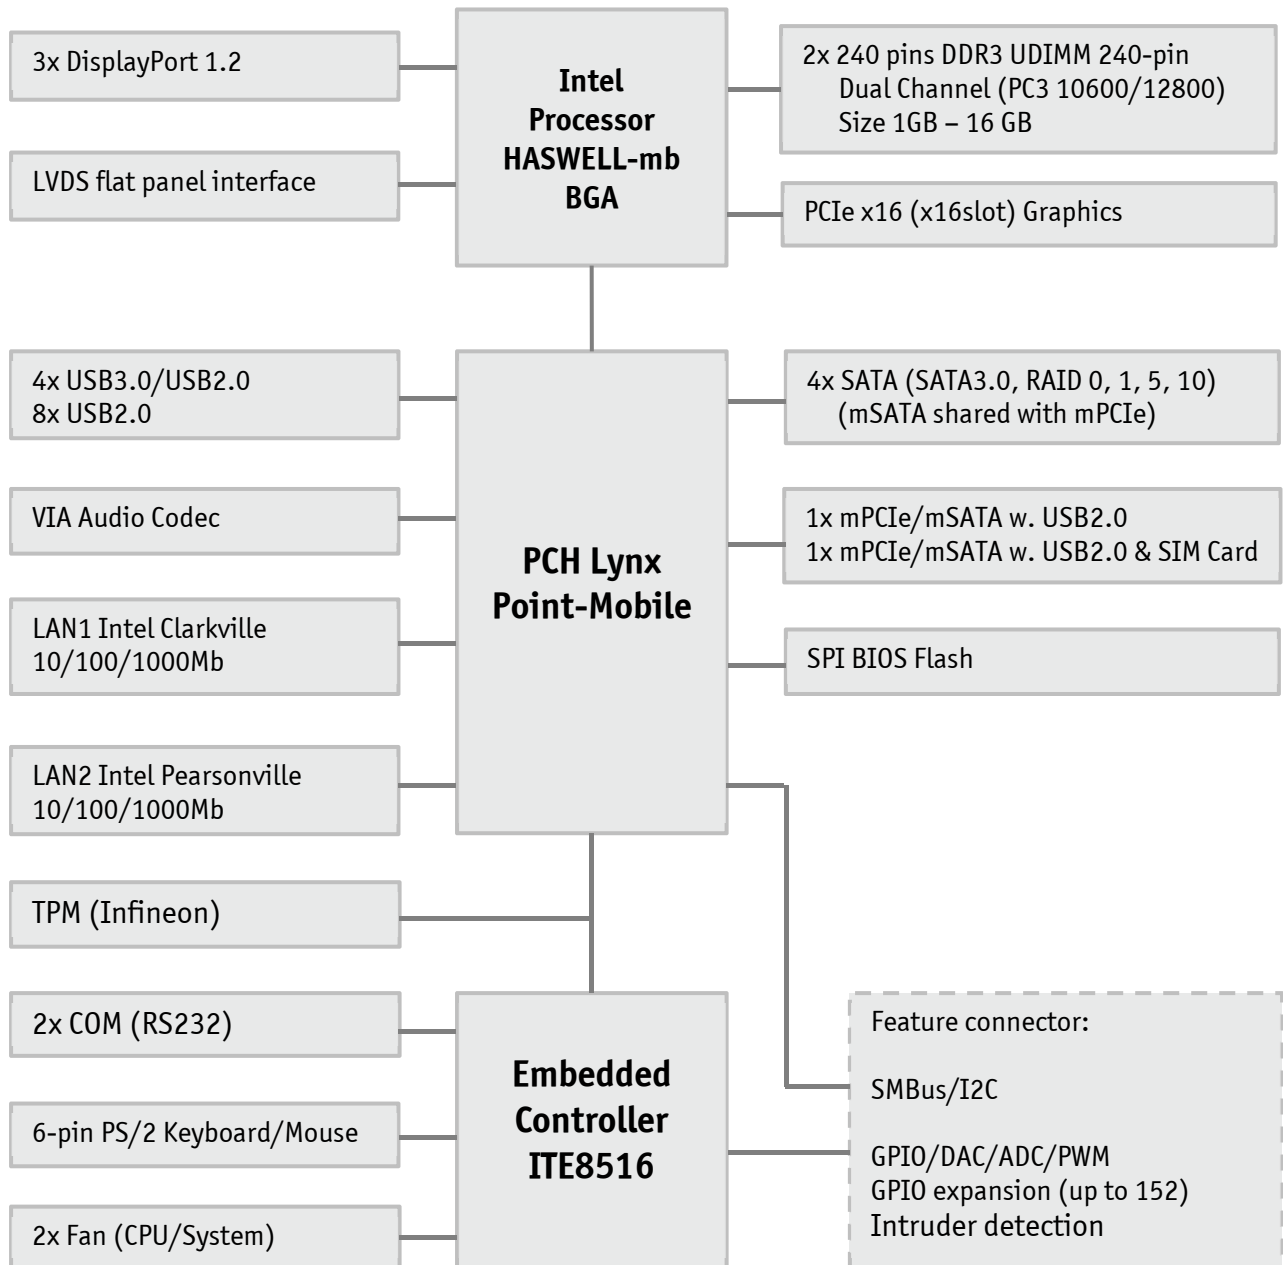 3x DisplayPort 1.2
LVDS flat panel interface
Intel
Processor
HASWELL-mb
BGA
2x 240 pins DDR3 UDIMM 240-pin
Dual Channel (PC3 10600/12800)
Size 1GB – 16 GB
PCIe x16 (x16slot) Graphics
4x USB3.0/USB2.0
8x USB2.0
VIA Audio Codec
LAN1 Intel Clarkville
10/100/1000Mb
LAN2 Intel Pearsonville
10/100/1000Mb
PCH Lynx
Point-Mobile
4x SATA (SATA3.0, RAID 0, 1, 5, 10)
(mSATA shared with mPCIe)
1x mPCIe/mSATA w. USB2.0
1x mPCIe/mSATA w. USB2.0 & SIM Card
SPI BIOS Flash
TPM (Infineon)
2x COM (RS232)
6-pin PS/2 Keyboard/Mouse
2x Fan (CPU/System)
Embedded
Controller
ITE8516
Feature connector:
SMBus/I2C
GPIO/DAC/ADC/PWM
GPIO expansion (up to 152)
Intruder detection